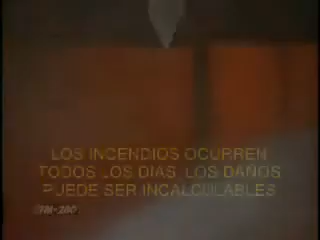 LOS INCENDIOS OCURREN
TODOS LOS DIAS, LOS DAÑOS
PUEDE SER INCALCULABLES